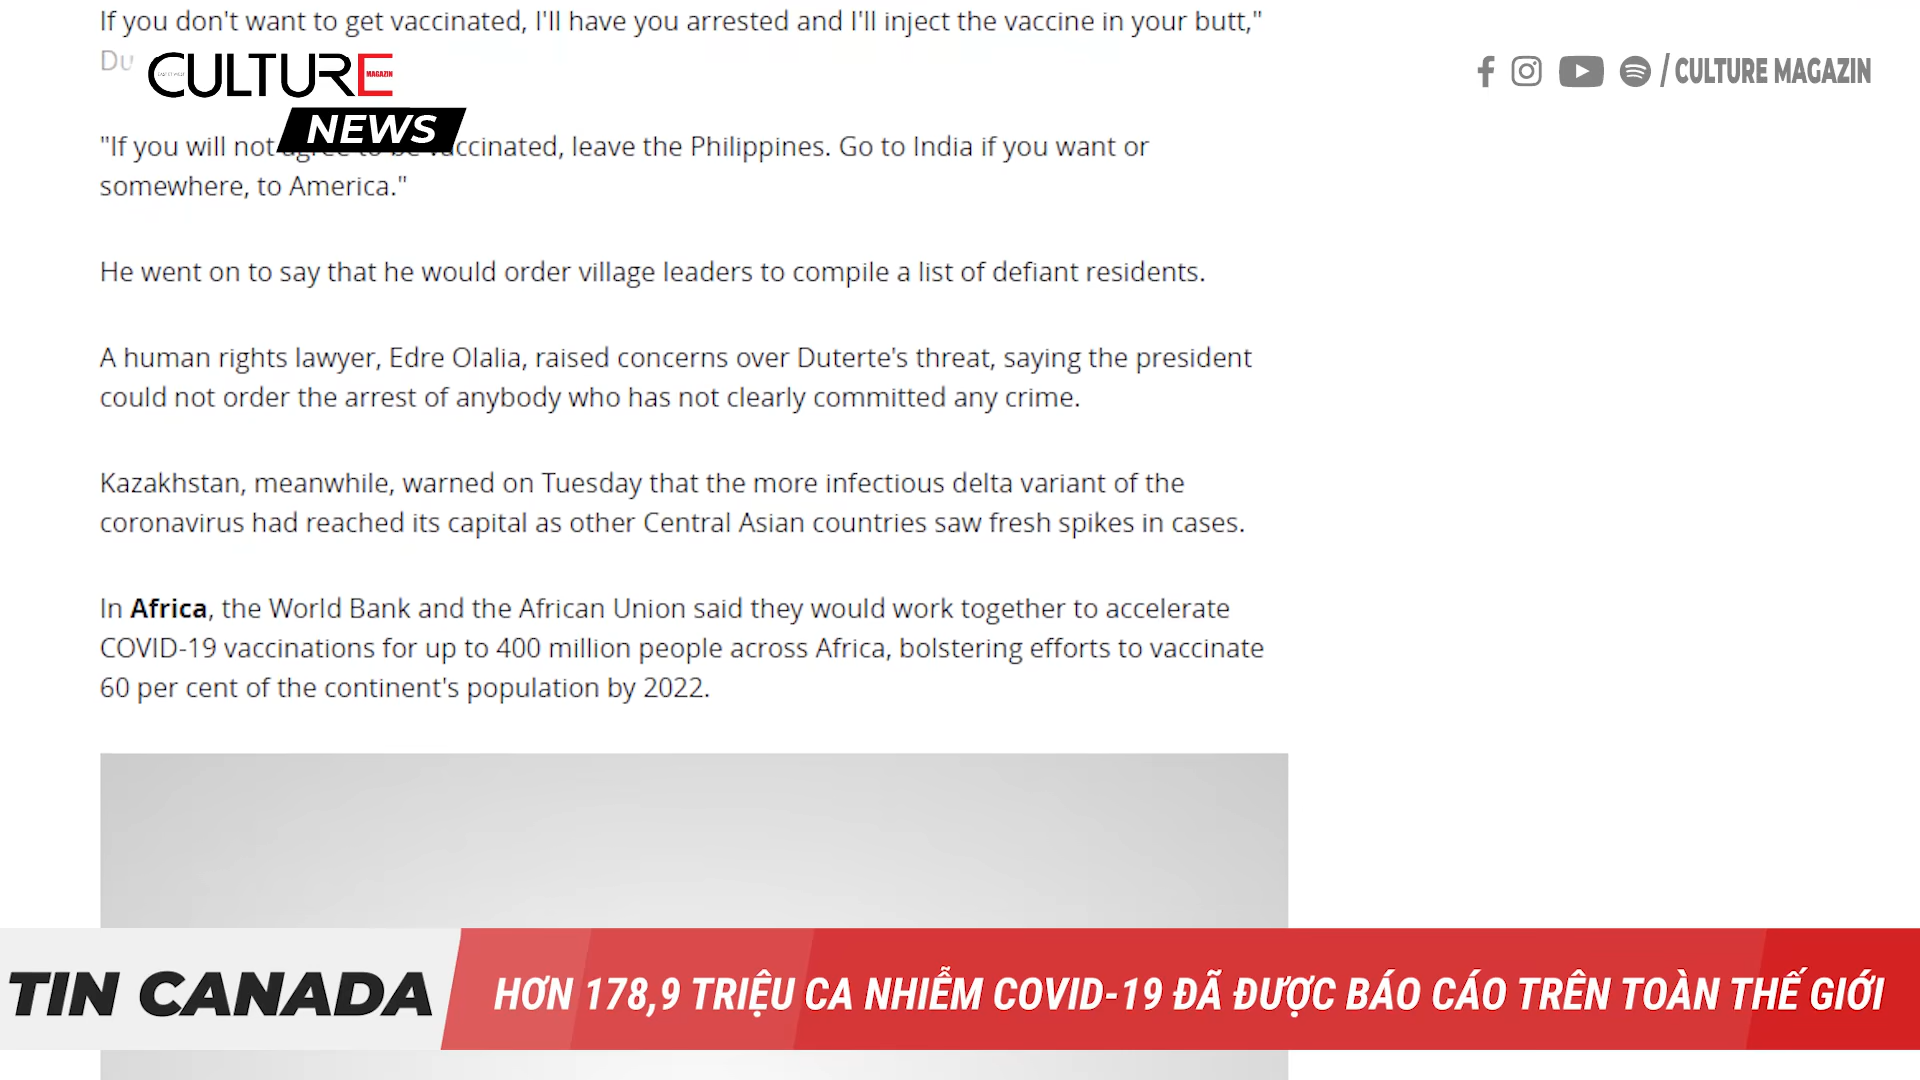 If you don't want to get vaccinated, I'll have you arrested and I'll inject the vaccine in your butt,"
Du
CULTURE
MAGAZIN
NEWS
/ CULTURE MAGAZIN
"If you will not agree to be vaccinated, leave the Philippines. Go to India if you want or
somewhere, to America."
He went on to say that he would order village leaders to compile a list of defiant residents.
A human rights lawyer, Edre Olalia, raised concerns over Duterte's threat, saying the president
could not order the arrest of anybody who has not clearly committed any crime.
Kazakhstan, meanwhile, warned on Tuesday that the more infectious delta variant of the
coronavirus had reached its capital as other Central Asian countries saw fresh spikes in cases.
In Africa, the World Bank and the African Union said they would work together to accelerate
COVID-19 vaccinations for up to 400 million people across Africa, bolstering efforts to vaccinate
60 per cent of the continent's population by 2022.
TIN CANADA
HƠN 178,9 TRIỆU CA NHIỄM COVID-19 ĐÃ ĐƯỢC BÁO CÁO TRÊN TOÀN THẾ GIỚI